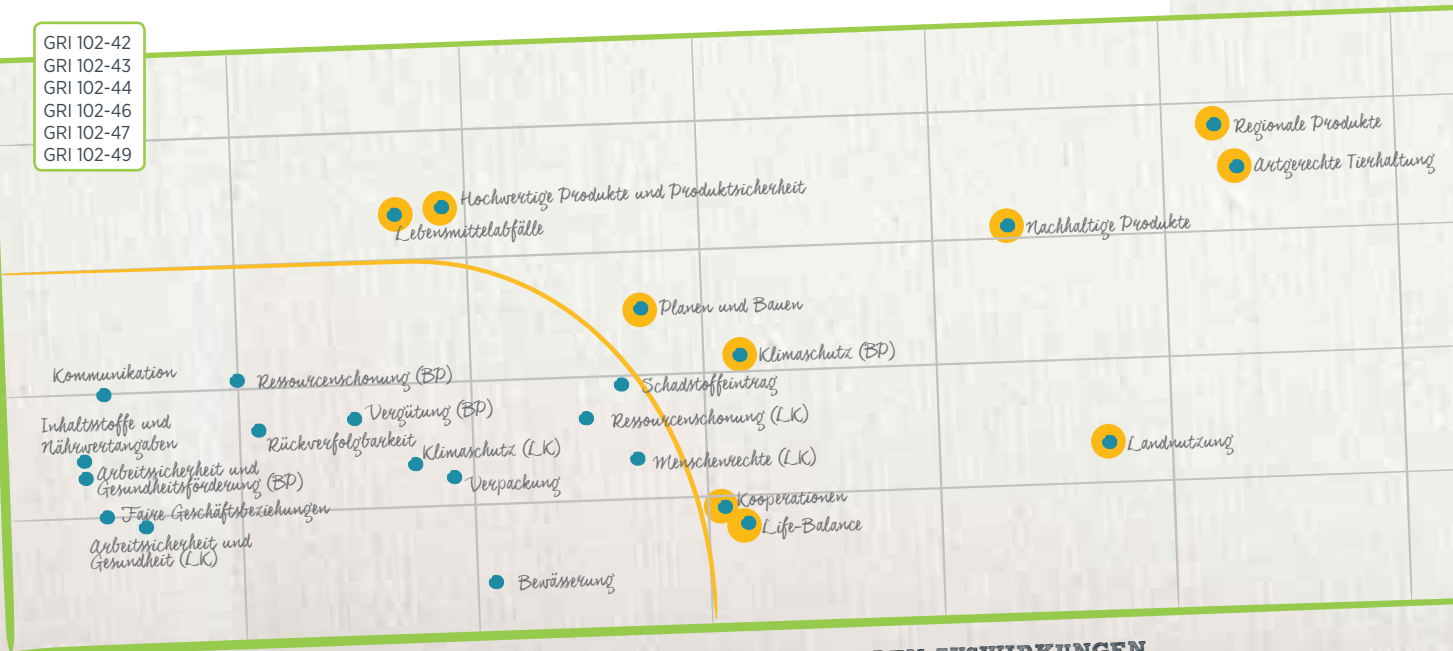 GRI 102-42
GRI 102-43
GRI 102-44
GRI 102-46
GRI 102-47
GRI 102-49
Regionale Produkte
Artgerechte Tierhaltung
Hochwertige Produkte und Produktsicherheit
Lebensmittelabfälle
Nachhaltige Produkte
Planen und Bauen
Klimaschutz (BP)
Kommunikation
Ressourcenschonung (BP)
Schadstoffeintrag
Vergütung (BP)
Ressourcenschonung (LK)
Inhaltsstoffe und
Nährwertangaben
Rückverfolgbarkeit
Klimaschutz (LK)
Landnutzung
Menschenrechte (LK)
Arbeitssicherheit und
Gesundheitsförderung (BP)
Verpackung
Kooperationen
Faire Geschäftsbeziehungen
Life-Balance
Arbeitssicherheit und
Gesundheit (LK)
Bewässerung
AUSWIRKUNGEN